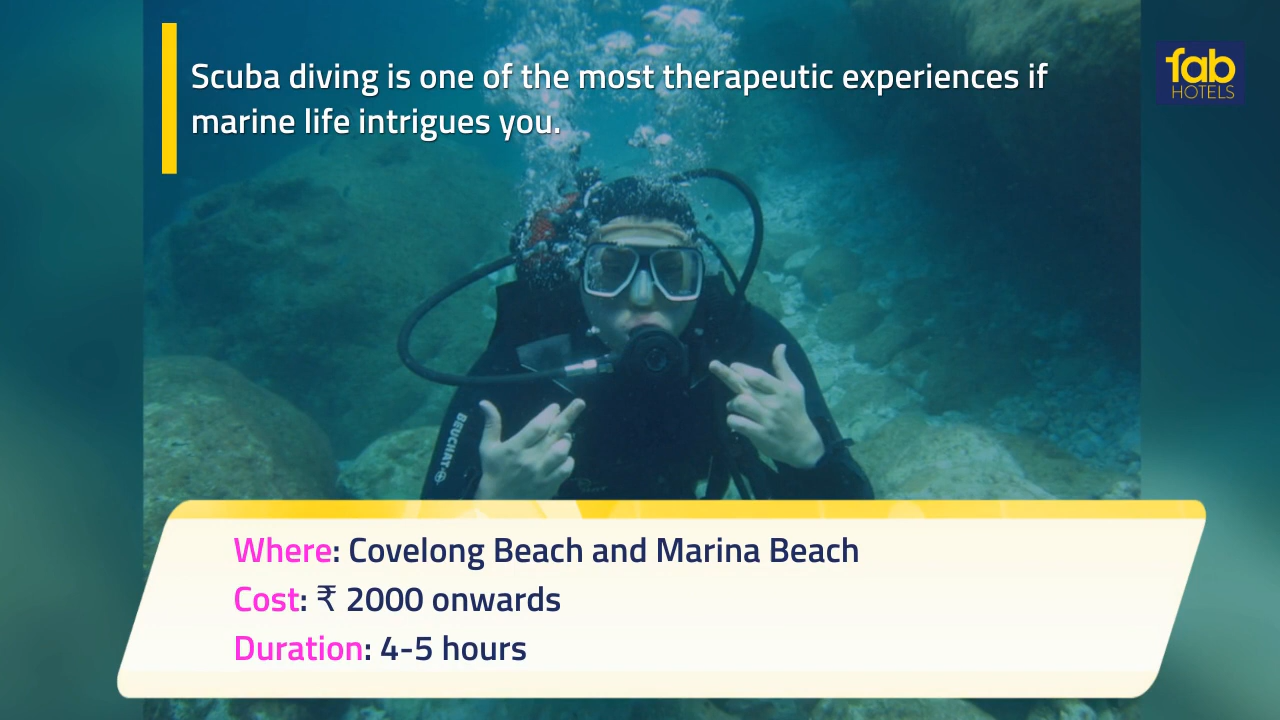 Scuba diving is one of the most therapeutic experiences if
marine life intrigues you.
fab
HOTELS
BEUCHAT
Where: Covelong Beach and Marina Beach
Cost: ₹ 2000 onwards
Duration: 4-5 hours